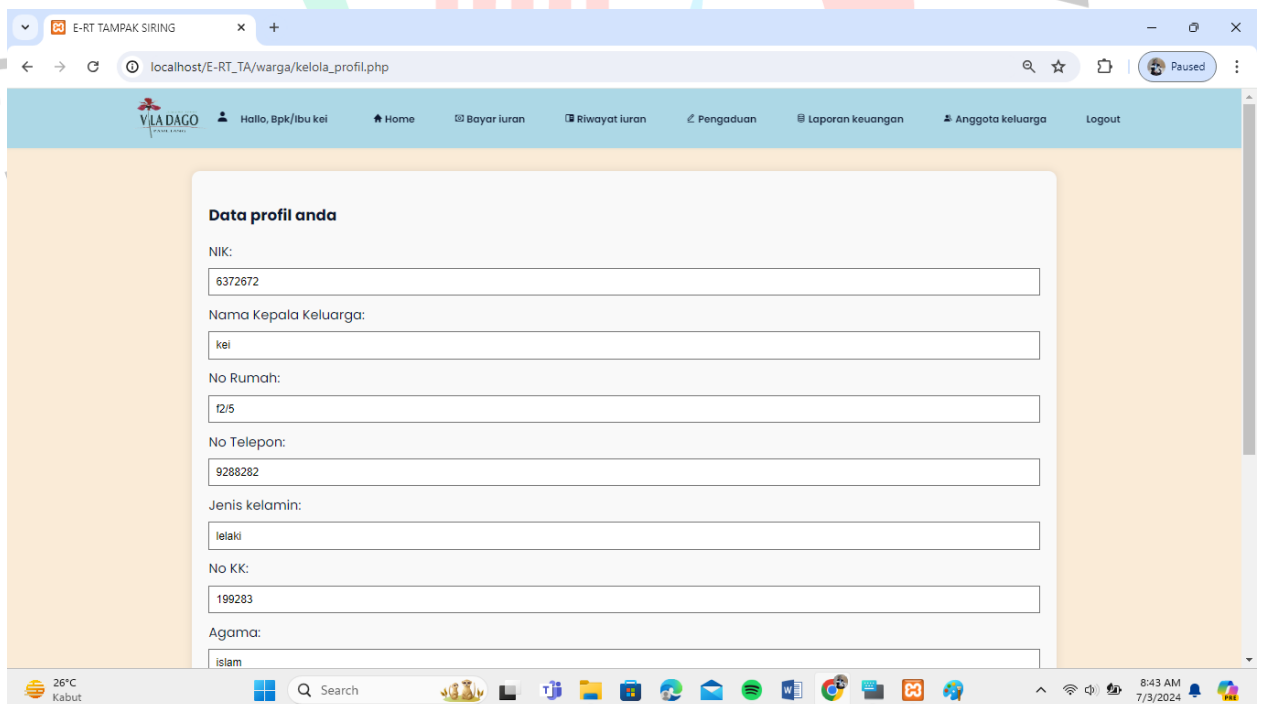 E-RT TAMPAK SIRING
localhost/E-RT_TA/warga/kelola_profil.php
Paused
VILA DAGO
Hallo, Bpk/Ibu kei
Home
Bayar iuran
Riwayat iuran
Pengaduan
Laporan keuangan
Anggota keluarga
Logout
Data profil anda
NIK:
6372672
Nama Kepala Keluarga:
kei
No Rumah:
f2/5
No Telepon:
9288282
Jenis kelamin:
lelaki
No KK:
199283
Agama:
islam
26°C
Kabut
Search
8:43 AM
7/3/2024
PRE